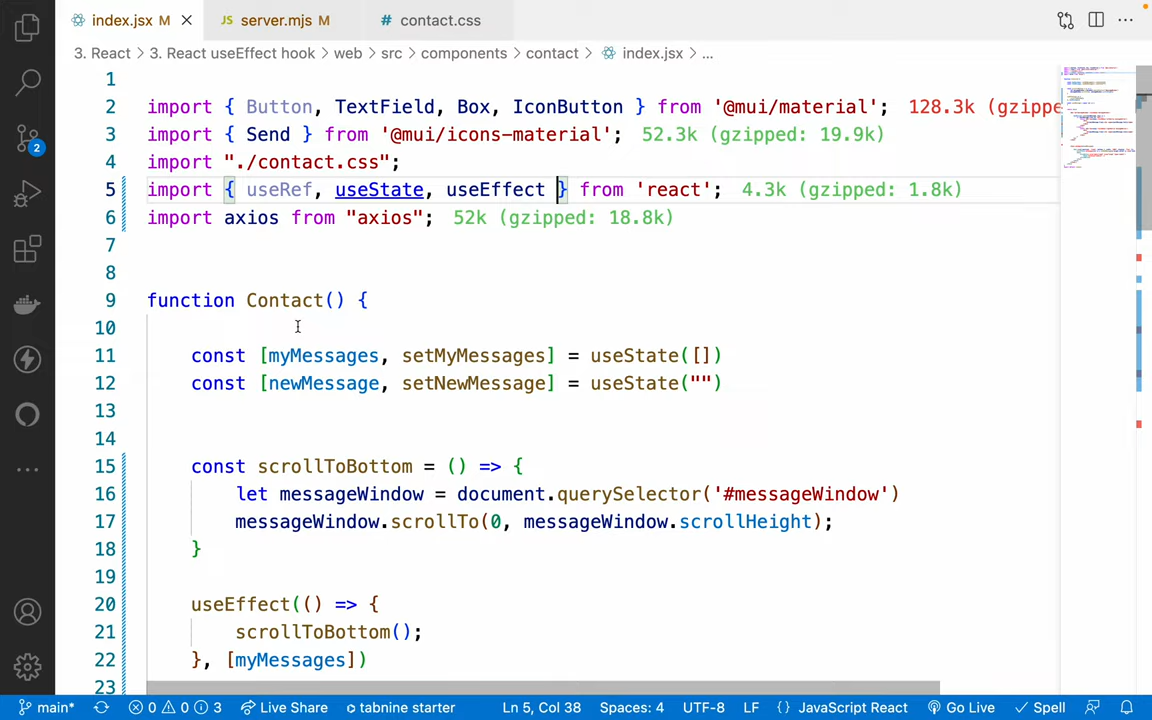 index.jsx M
JS server.mjs M
# contact.css
3. React > 3. React useEffect hook > web > src > components > contact > index.jsx > ...
1
2 import { Button, TextField, Box, IconButton } from '@mui/material'; 128.3k (gzipped:
3 import { Send } from '@mui/icons-material'; 52.3k (gzipped: 19.9k)
4 import "./contact.css";
5 import { useRef, useState, useEffect } from 'react'; 4.3k (gzipped: 1.8k)
6 import axios from "axios"; 52k (gzipped: 18.8k)
7
8
9 function Contact() {
10
11 const [myMessages, setMyMessages] = useState([])
12 const [newMessage, setNewMessage] = useState("")
13
14
15 const scrollToBottom = () => {
16 let messageWindow = document.querySelector('#messageWindow')
17 messageWindow.scrollTo(0, messageWindow.scrollHeight);
18 }
19
20 useEffect(() => {
21 scrollToBottom();
22 }, [myMessages])
23
2
main* 0 0 3 Live Share tabnine starter Ln 5, Col 38 Spaces: 4 UTF-8 LF {} JavaScript React Go Live Spell